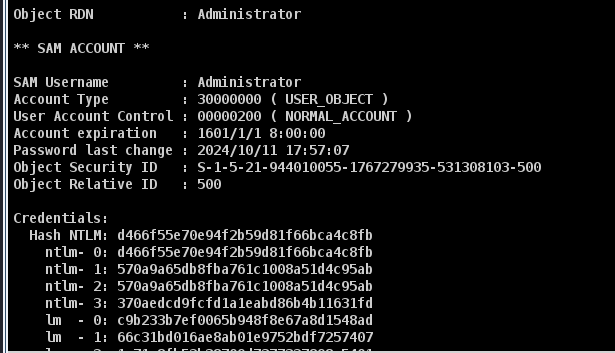 Object RDN           : Administrator
** SAM ACCOUNT **
SAM Username         : Administrator
Account Type         : 30000000 ( USER_OBJECT )
User Account Control : 00000200 ( NORMAL_ACCOUNT )
Account expiration   : 1601/1/1 8:00:00
Password last change : 2024/10/11 17:57:07
Object Security ID   : S-1-5-21-944010055-1767279935-531308103-500
Object Relative ID   : 500
Credentials:
  Hash NTLM: d466f55e70e94f2b59d81f66bca4c8fb
    ntlm- 0: d466f55e70e94f2b59d81f66bca4c8fb
    ntlm- 1: 570a9a65db8fba761c1008a51d4c95ab
    ntlm- 2: 570a9a65db8fba761c1008a51d4c95ab
    ntlm- 3: 370aedcd9fcfd1a1eabd86b4b11631fd
    lm  - 0: c9b233b7ef0065b948f8e67a8d1548ad
    lm  - 1: 66c31bd016ae8ab01e9752bdf7257407